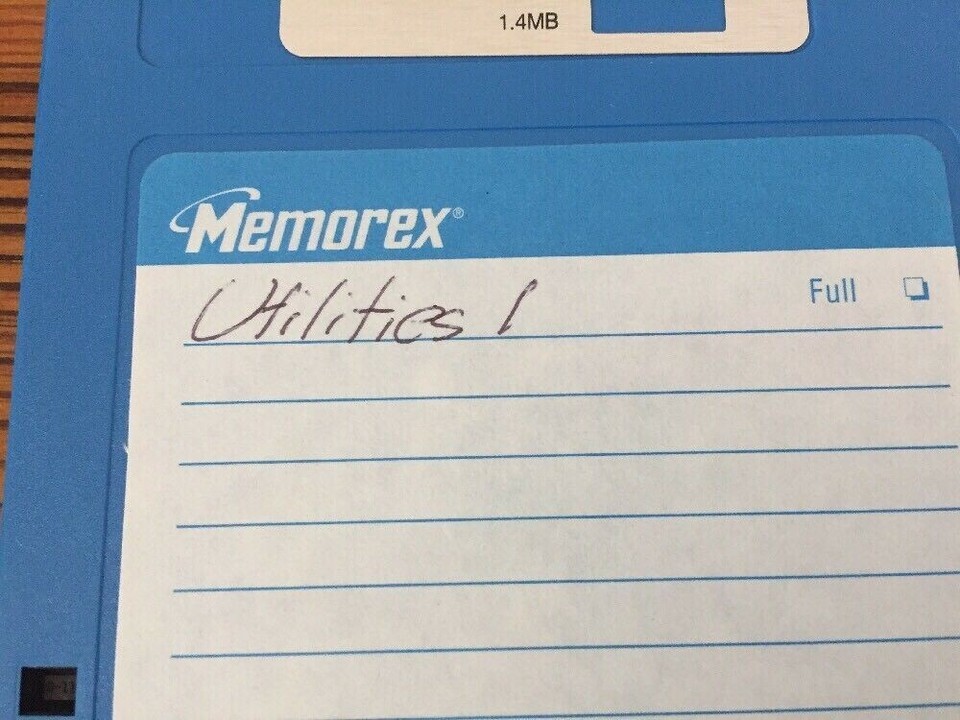 1.4MB
Memorex®
Utilities 1
Full